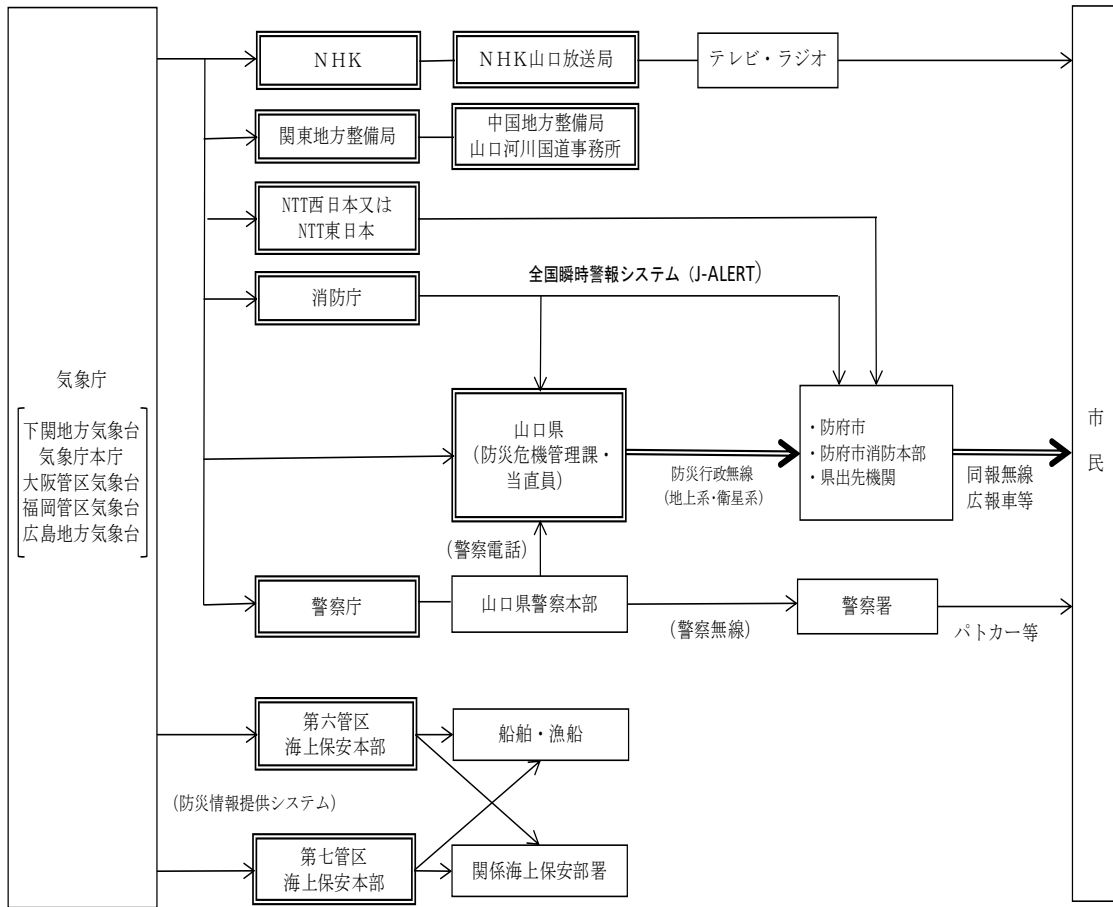 ＮＨＫ
ＮＨＫ山口放送局
テレビ・ラジオ
関東地方整備局
中国地方整備局
山口河川国道事務所
NTT西日本又は
NTT東日本
全国瞬時警報システム（J-ALERT）
消防庁
気象庁
下関地方気象台
気象庁本庁
大阪管区気象台
福岡管区気象台
広島地方気象台
山口県
（防災危機管理課・
当直員）
防災行政無線
（地上系・衛星系）
・防府市
・防府市消防本部
・県出先機関
同報無線
広報車等
市
民
（警察電話）
警察庁
山口県警察本部
（警察無線）
警察署
パトカー等
第六管区
海上保安本部
船舶・漁船
（防災情報提供システム）
第七管区
海上保安本部
関係海上保安部署